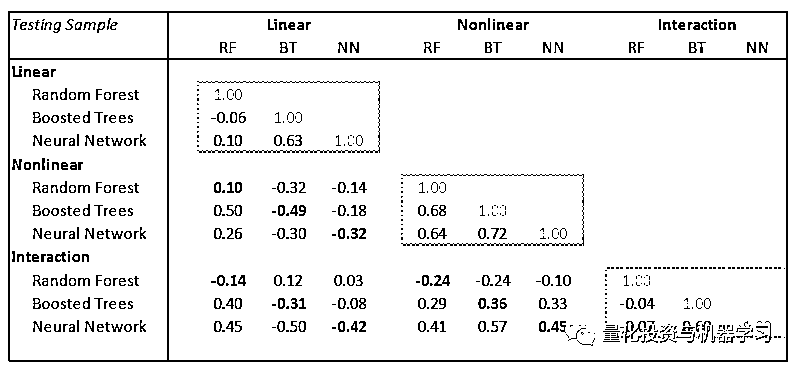 Testing Sample Linear Nonlinear Interaction
RF BT NN RF BT NN RF BT NN
Linear
Random Forest 1.00
Boosted Trees -0.06 1.00
Neural Network 0.10 0.63 1.00
Nonlinear
Random Forest 0.10 -0.32 -0.14 1.00
Boosted Trees 0.50 -0.49 -0.18 0.68 1.00
Neural Network 0.26 -0.30 -0.32 0.64 0.72 1.00
Interaction
Random Forest -0.14 0.12 0.03 -0.24 -0.24 -0.10 1.00
Boosted Trees 0.40 -0.31 -0.08 0.29 0.36 0.33 -0.04 1.00
Neural Network 0.45 -0.50 -0.42 0.41 0.57 0.45 -0.07
量化投资与机器学习